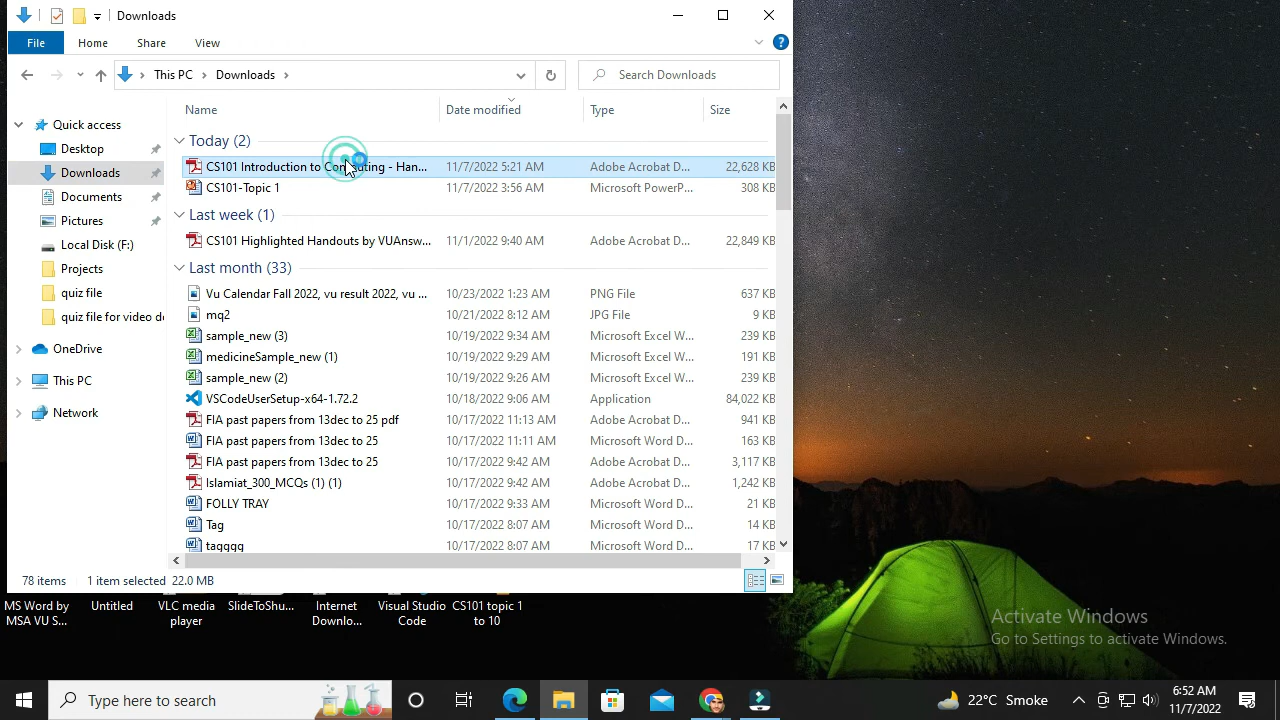 Downloads
File Home Share View
This PC Downloads
Search Downloads
Name Date modified Type Size
Quick access
Desktop
Downloads
Documents
Pictures
Local Disk (F:)
Projects
quiz file
quiz file for video d
OneDrive
This PC
Network
Today (2)
CS101 Introduction to Computing - Han... 11/7/2022 5:21 AM Adobe Acrobat D... 22,628 KB
CS101-Topic 1 11/7/2022 3:56 AM Microsoft PowerP... 308 KB
Last week (1)
CS101 Highlighted Handouts by VUAnsw... 11/1/2022 9:40 AM Adobe Acrobat D... 22,849 KB
Last month (33)
Vu Calendar Fall 2022, vu result 2022, vu ... 10/23/2022 1:23 AM PNG File 637 KB
mq2 10/21/2022 8:12 AM JPG File 9 KB
sample_new (3) 10/19/2022 9:34 AM Microsoft Excel W... 239 KB
medicineSample_new (1) 10/19/2022 9:29 AM Microsoft Excel W... 191 KB
sample_new (2) 10/19/2022 9:26 AM Microsoft Excel W... 239 KB
VSCodeUserSetup-x64-1.72.2 10/18/2022 9:06 AM Application 84,022 KB
FIA past papers from 13dec to 25 pdf 10/17/2022 11:13 AM Adobe Acrobat D... 941 KB
FIA past papers from 13dec to 25 10/17/2022 11:11 AM Microsoft Word D... 163 KB
FIA past papers from 13dec to 25 10/17/2022 9:42 AM Adobe Acrobat D... 3,117 KB
Islamiat_300_MCQs (1) (1) 10/17/2022 9:42 AM Adobe Acrobat D... 1,242 KB
FOLLY TRAY 10/17/2022 9:33 AM Microsoft Word D... 21 KB
Tag 10/17/2022 8:07 AM Microsoft Word D... 14 KB
tagggg 10/17/2022 8:07 AM Microsoft Word D... 17 KB
78 items 1 item selected 22.0 MB
MS Word by Untitled VLC media SlideToShu... Internet Visual Studio CS101 topic 1
MSA VU S... player Downlo... Code to 10
Activate Windows
Go to Settings to activate Windows.
Type here to search
22°C Smoke
6:52 AM
11/7/2022